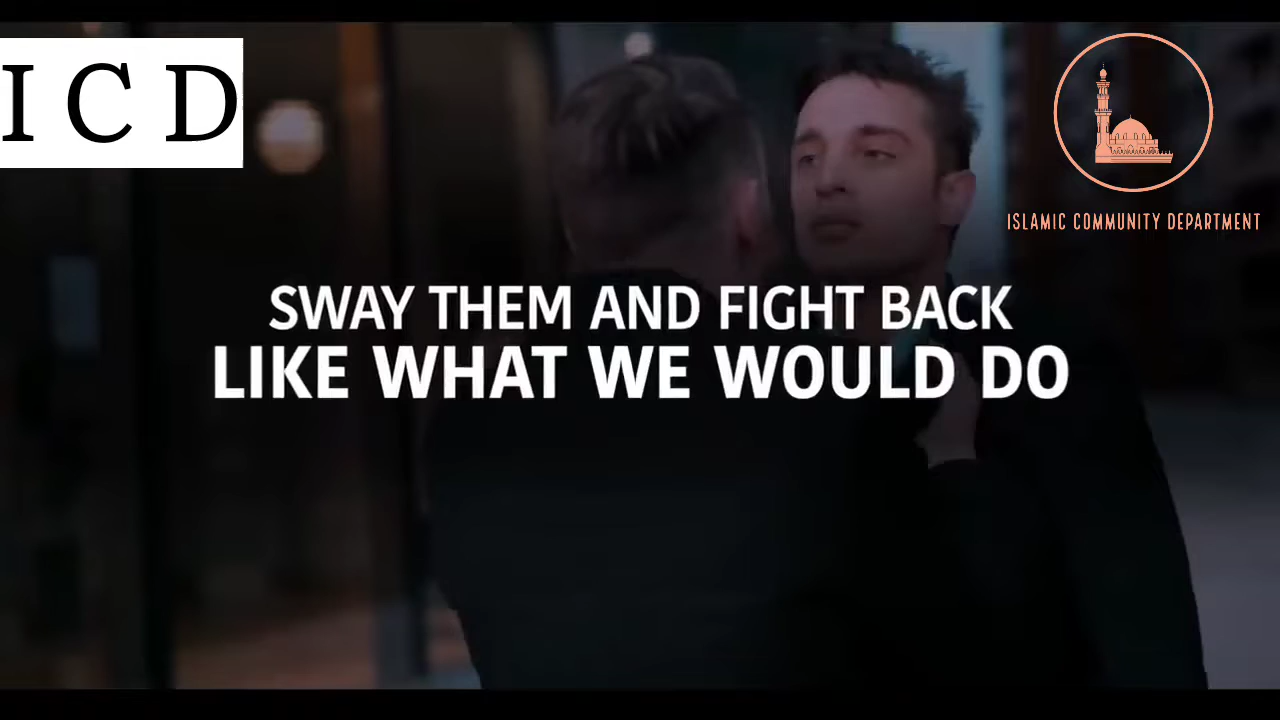 I C D
ISLAMIC COMMUNITY DEPARTMENT
SWAY THEM AND FIGHT BACK
LIKE WHAT WE WOULD DO